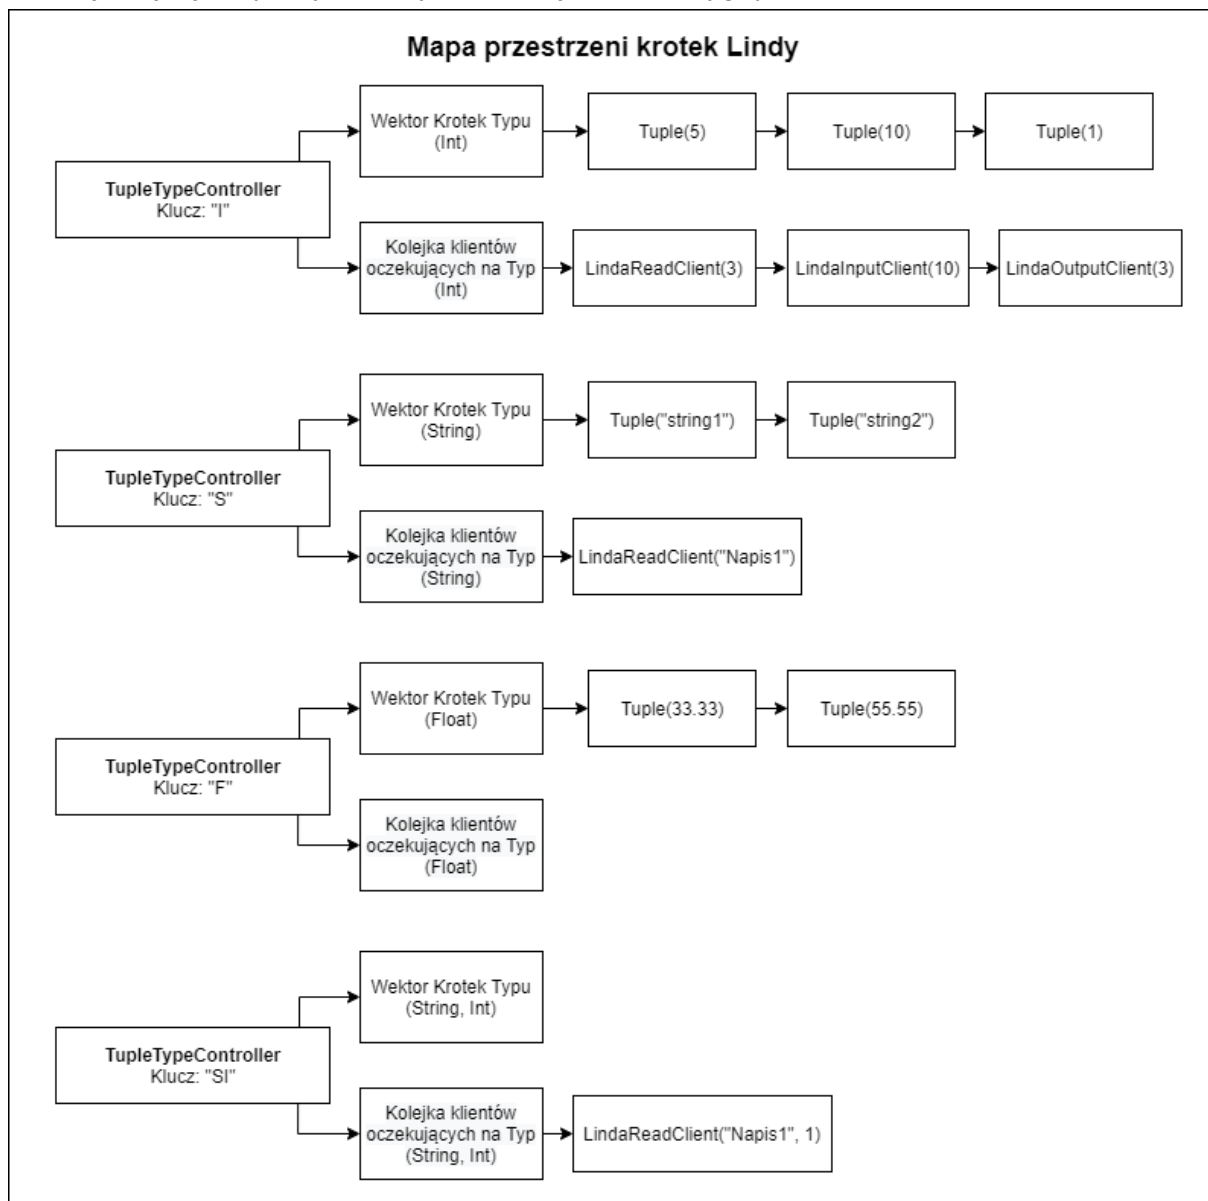 Mapa przestrzeni krotek Lindy
Wektor Krotek Typu
(Int)
Tuple(5)
Tuple(10)
Tuple(1)
TupleTypeController
Klucz: "I"
Kolejka klientów
oczekujących na Typ
(Int)
LindaReadClient(3)
LindaInputClient(10)
LindaOutputClient(3)
Wektor Krotek Typu
(String)
Tuple("string1")
Tuple("string2")
TupleTypeController
Klucz: "S"
Kolejka klientów
oczekujących na Typ
(String)
LindaReadClient("Napis1")
Wektor Krotek Typu
(Float)
Tuple(33.33)
Tuple(55.55)
TupleTypeController
Klucz: "F"
Kolejka klientów
oczekujących na Typ
(Float)
Wektor Krotek Typu
(String, Int)
TupleTypeController
Klucz: "SI"
Kolejka klientów
oczekujących na Typ
(String, Int)
LindaReadClient("Napis1", 1)